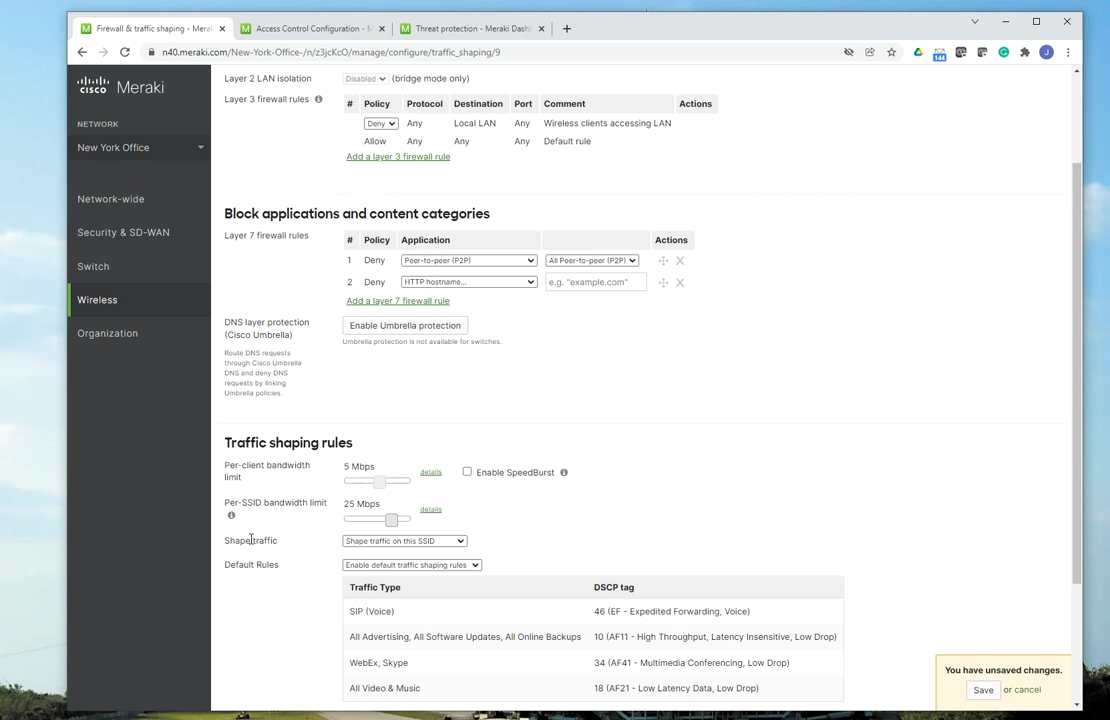 Firewall & traffic shaping - Mera
Access Control Configuration - M
Threat protection - Meraki Dash
n40.meraki.com/New-York-Office-/n/z3jcKcO/manage/configure/traffic_shaping/9
144
J
CISCO Meraki
NETWORK
New York Office
Network-wide
Security & SD-WAN
Switch
Wireless
Organization
Layer 2 LAN isolation Disabled (bridge mode only)
Layer 3 firewall rules i # Policy Protocol Destination Port Comment Actions
Deny Any Local LAN Any Wireless clients accessing LAN
Allow Any Any Any Default rule
Add a layer 3 firewall rule
Block applications and content categories
Layer 7 firewall rules # Policy Application Actions
1 Deny Peer-to-peer (P2P) All Peer-to-peer (P2P) X
2 Deny HTTP hostname... e.g. "example.com" X
Add a layer 7 firewall rule
DNS layer protection
(Cisco Umbrella)
Enable Umbrella protection
Umbrella protection is not available for switches.
Route DNS requests
through Cisco Umbrella
DNS and deny DNS
requests by linking
Umbrella policies.
Traffic shaping rules
Per-client bandwidth
limit
5 Mbps details Enable SpeedBurst i
Per-SSID bandwidth limit
i
25 Mbps details
Shape traffic Shape traffic on this SSID
Default Rules Enable default traffic shaping rules
Traffic Type DSCP tag
SIP (Voice) 46 (EF - Expedited Forwarding, Voice)
All Advertising, All Software Updates, All Online Backups 10 (AF11 - High Throughput, Latency Insensitive, Low Drop)
WebEx, Skype 34 (AF41 - Multimedia Conferencing, Low Drop)
All Video & Music 18 (AF21 - Low Latency Data, Low Drop)
You have unsaved changes.
Save or cancel